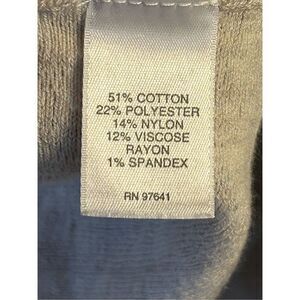 51% COTTON
22% POLYESTER
14% NYLON
12% VISCOSE
RAYON
1% SPANDEX
RN 97641